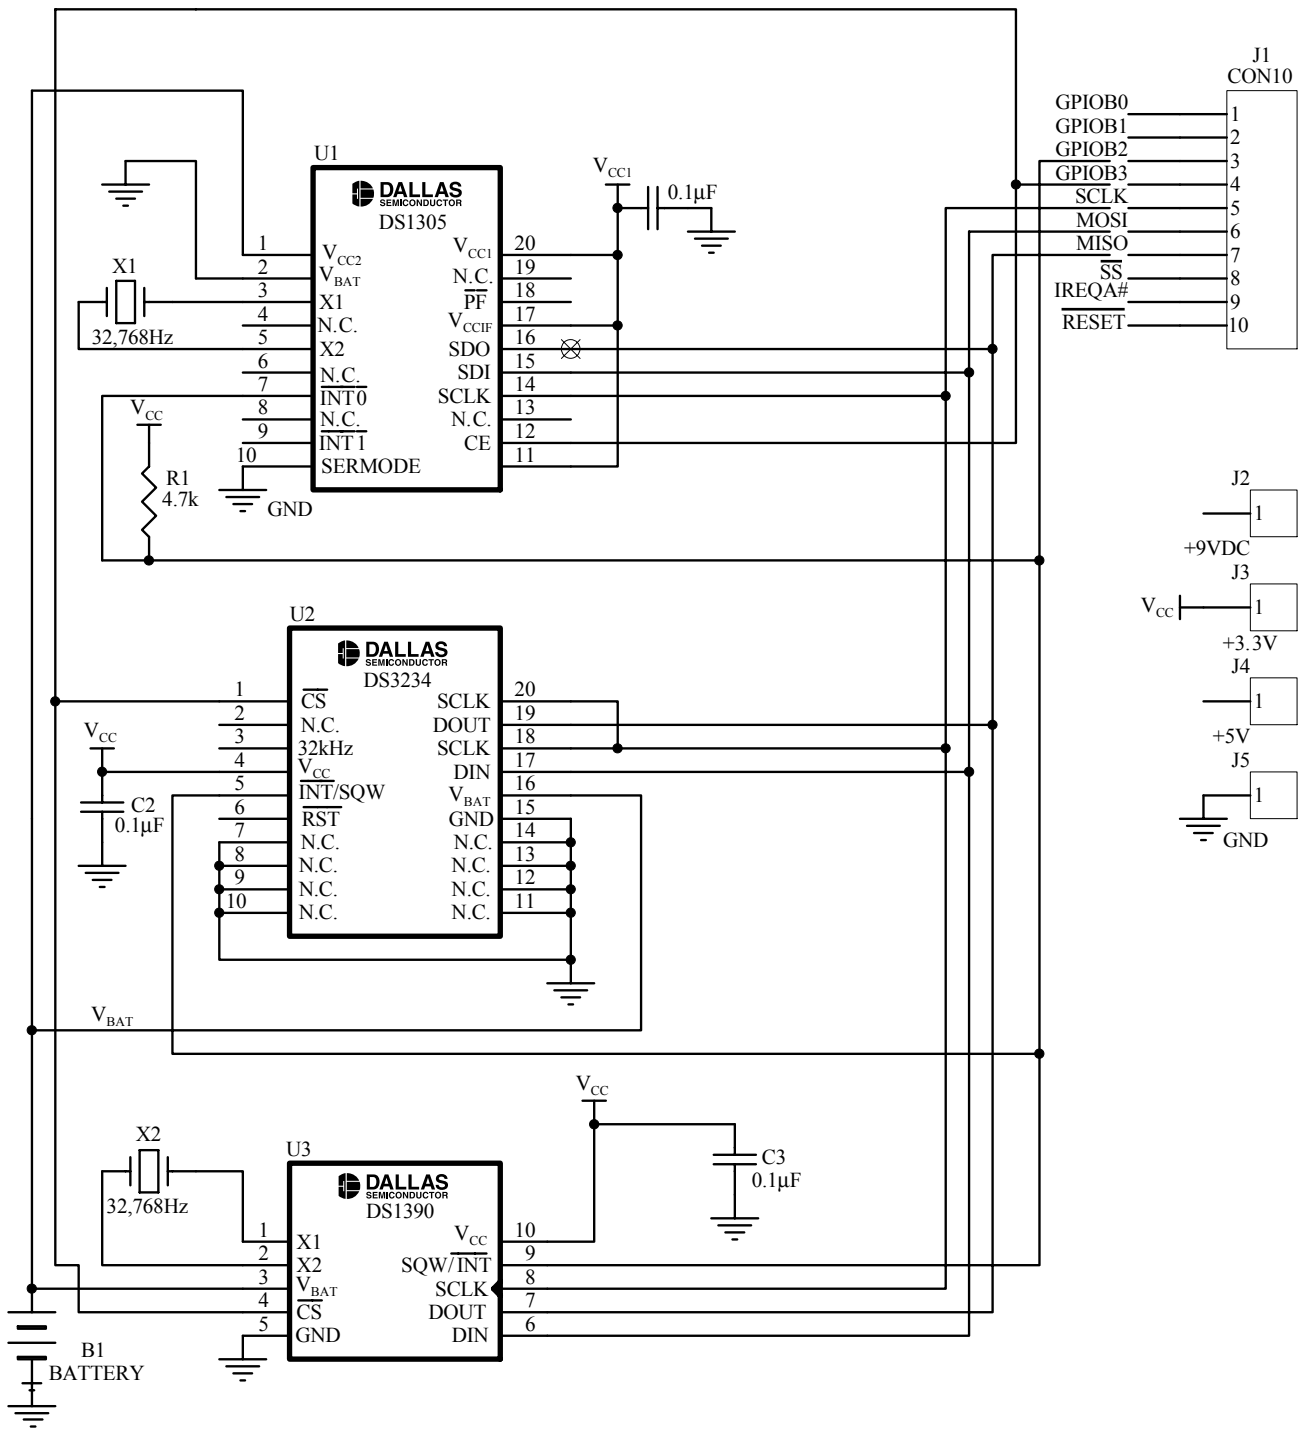 J1
CON10
GPIOB0
1
GPIOB1
2
GPIOB2
3
GPIOB3
4
SCLK
5
MOSI
6
MISO
7
SS
8
IREQA#
9
RESET
10
U1
DALLAS
SEMICONDUCTOR
DS1305
VCC1
0.1µF
1
VCC2
2
VBAT
3
X1
4
N.C.
5
X2
6
N.C.
7
INT0
8
N.C.
9
INT1
10
SERMODE
VCC1
20
N.C.
19
PF
18
VCCIF
17
SDO
16
SDI
15
SCLK
14
N.C.
13
CE
12
11
X1
32,768Hz
VCC
R1
4.7k
GND
J2
1
+9VDC
J3
VCC
1
+3.3V
J4
1
+5V
J5
1
GND
U2
DALLAS
SEMICONDUCTOR
DS3234
1
CS
2
N.C.
3
32kHz
4
VCC
5
INT/SQW
6
RST
7
N.C.
8
N.C.
9
N.C.
10
N.C.
SCLK
20
DOUT
19
SCLK
18
DIN
17
VBAT
16
GND
15
N.C.
14
N.C.
13
N.C.
12
N.C.
11
VCC
C2
0.1µF
VBAT
VCC
C3
0.1µF
X2
32,768Hz
U3
DALLAS
SEMICONDUCTOR
DS1390
1
X1
2
X2
3
VBAT
4
CS
5
GND
VCC
10
SQW/INT
9
SCLK
8
DOUT
7
DIN
6
B1
BATTERY